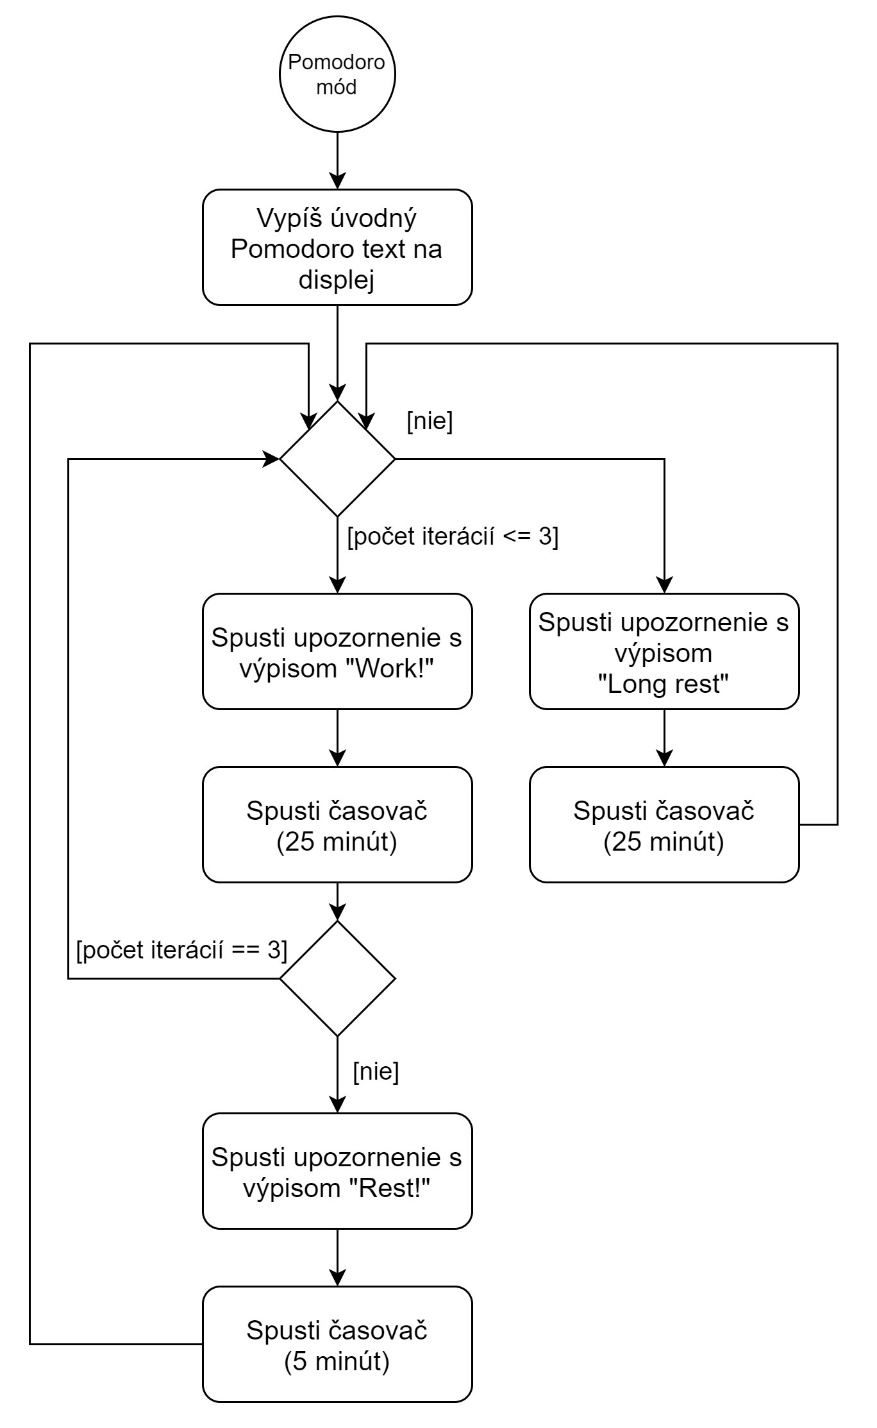 Pomodoro
mód
Vypíš úvodný
Pomodoro text na
displej
[nie]
[počet iterácií <= 3]
Spusti upozornenie s
výpisom "Work!"
Spusti upozornenie s
výpisom
"Long rest"
Spusti časovač
(25 minút)
Spusti časovač
(25 minút)
[počet iterácií == 3]
[nie]
Spusti upozornenie s
výpisom "Rest!"
Spusti časovač
(5 minút)